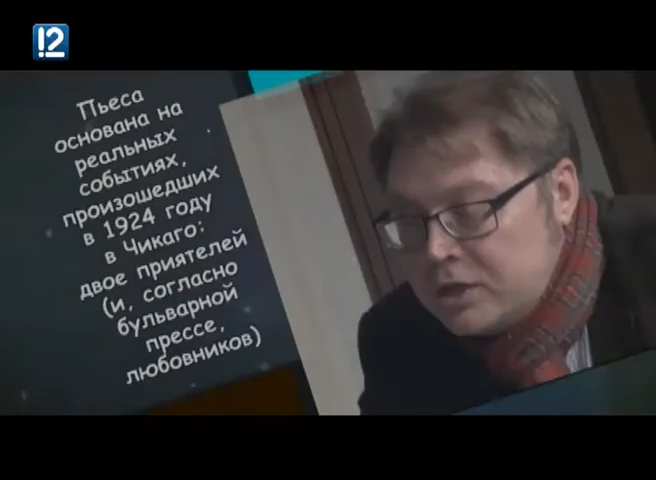 12
Пьеса
основана на
реальных
событиях,
произошедших
в 1924 году
в Чикаго:
двое приятелей
(и, согласно
бульварной
прессе,
любовников)